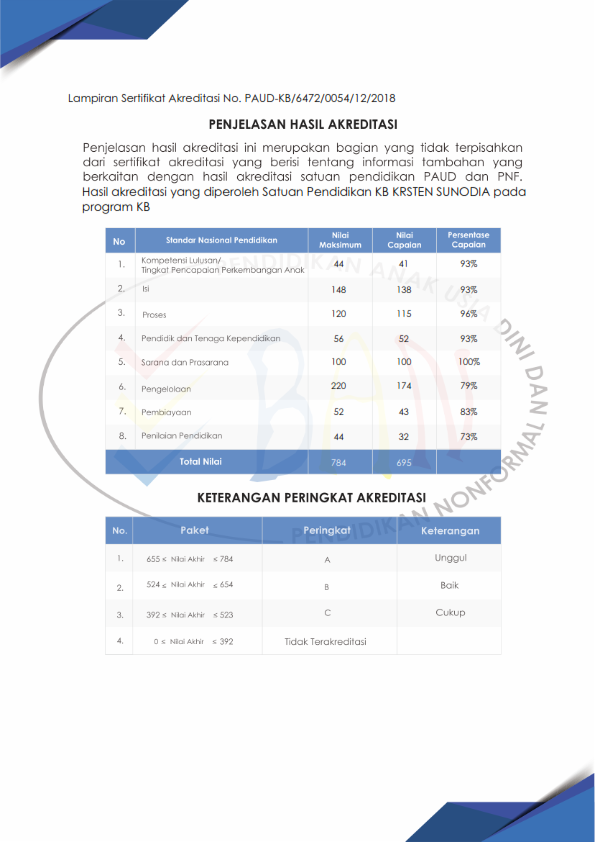 Lampiran Sertifikat Akreditasi No. PAUD-KB/6472/0054/12/2018
PENJELASAN HASIL AKREDITASI
Penjelasan hasil akreditasi ini merupakan bagian yang tidak terpisahkan
dari sertifikat akreditasi yang berisi tentang informasi tambahan yang
berkaitan dengan hasil akreditasi satuan pendidikan PAUD dan PNF.
Hasil akreditasi yang diperoleh Satuan Pendidikan KB KRSTEN SUNODIA pada
program KB
No Standar Nasional Pendidikan Nilai Maksimum Nilai Capaian Persentase Capaian
1. Kompetensi Lulusan/ Tingkat Pencapaian Perkembangan Anak 44 41 93%
2. Isi 148 138 93%
3. Proses 120 115 96%
4. Pendidik dan Tenaga Kependidikan 56 52 93%
5. Sarana dan Prasarana 100 100 100%
6. Pengelolaan 220 174 79%
7. Pembiayaan 52 43 83%
8. Penilaian Pendidikan 44 32 73%
Total Nilai 784 695
KETERANGAN PERINGKAT AKREDITASI
No. Paket Peringkat Keterangan
1. 655 ≤ Nilai Akhir ≤ 784 A Unggul
2. 524 ≤ Nilai Akhir ≤ 654 B Baik
3. 392 ≤ Nilai Akhir ≤ 523 C Cukup
4. 0 ≤ Nilai Akhir ≤ 392 Tidak Terakreditasi
PENDIDIKAN ANAK USIA DINI DAN
PENDIDIKAN NONFORMAL
BAN